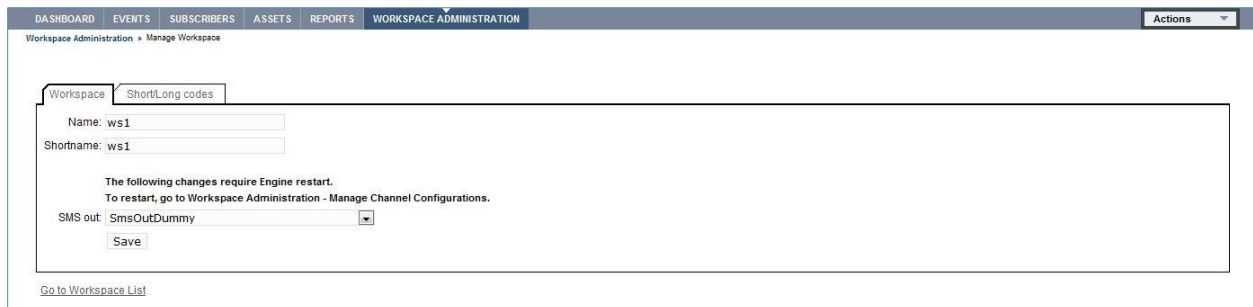 DASHBOARD EVENTS SUBSCRIBERS ASSETS REPORTS WORKSPACE ADMINISTRATION Actions
Workspace Administration » Manage Workspace
Workspace Short/Long codes
Name: ws1
Shortname: ws1
The following changes require Engine restart.
To restart, go to Workspace Administration - Manage Channel Configurations.
SMS out: SmsOutDummy
Save
Go to Workspace List